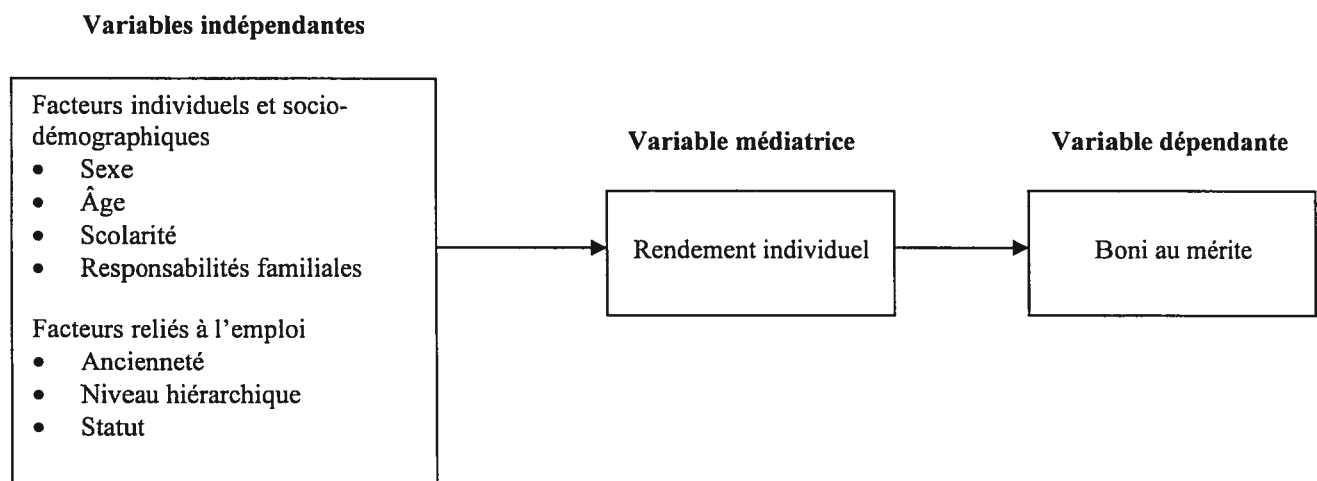 Variables indépendantes
Facteurs individuels et socio-
démographiques
• Sexe
• Âge
• Scolarité
• Responsabilités familiales
Facteurs reliés à l'emploi
• Ancienneté
• Niveau hiérarchique
• Statut
Variable médiatrice
Rendement individuel
Variable dépendante
Boni au mérite